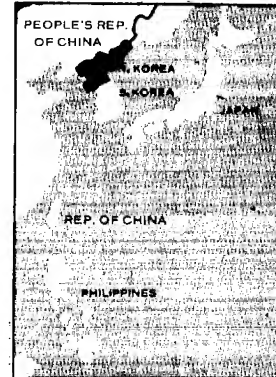 PEOPLE'S REP.
OF CHINA
N. KOREA
S. KOREA
JAPAN
REP. OF CHINA
PHILIPPINES